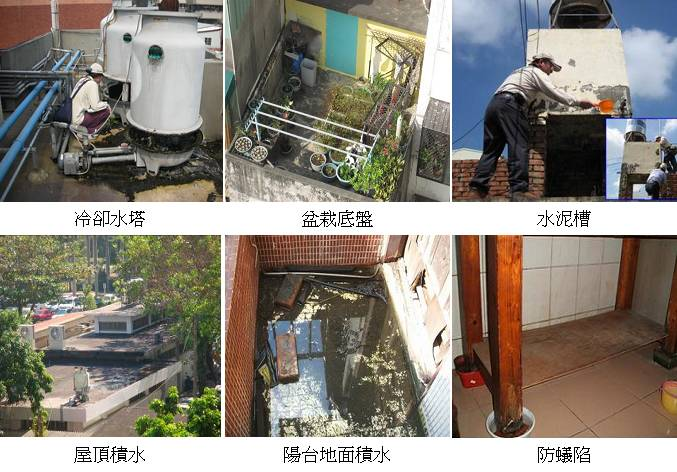 冷卻水塔
盆栽底盤
水泥槽
屋頂積水
陽台地面積水
防蟻陷